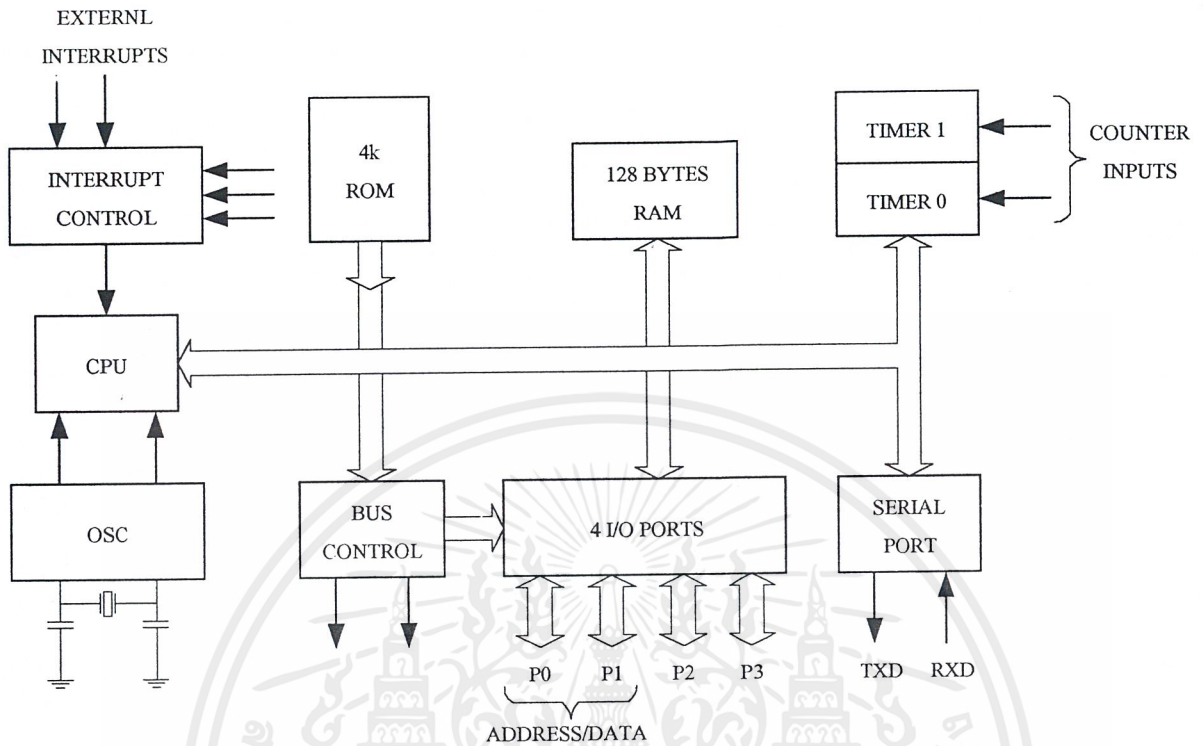 EXTERNL
INTERRUPTS
INTERRUPT
CONTROL
4k
ROM
128 BYTES
RAM
TIMER 1
TIMER 0
COUNTER
INPUTS
CPU
OSC
BUS
CONTROL
4 I/O PORTS
SERIAL
PORT
P0
P1
P2
P3
TXD
RXD
ADDRESS/DATA